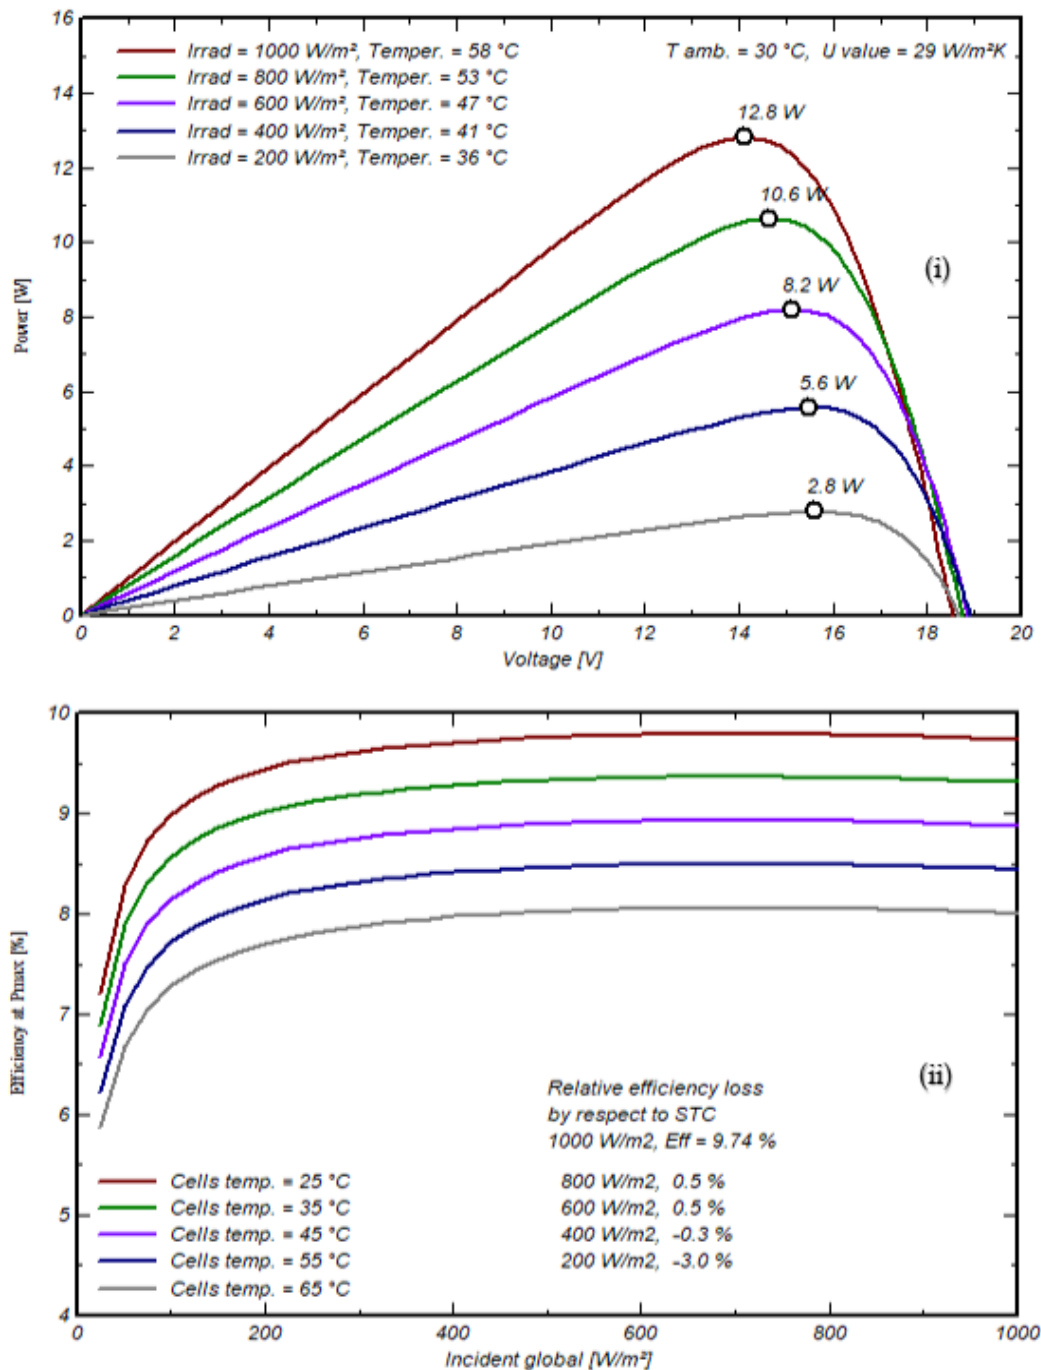 16
14
12
10
8
6
4
2
0
Power [W]
Irrad = 1000 W/m², Temper. = 58 °C
Irrad = 800 W/m², Temper. = 53 °C
Irrad = 600 W/m², Temper. = 47 °C
Irrad = 400 W/m², Temper. = 41 °C
Irrad = 200 W/m², Temper. = 36 °C
T amb. = 30 °C, U value = 29 W/m²K
12.8 W
10.6 W
8.2 W
5.6 W
2.8 W
(i)
0 2 4 6 8 10 12 14 16 18 20
Voltage [V]
10
9
8
7
6
5
4
Efficiency at Pmax [%]
(ii)
Relative efficiency loss
by respect to STC
1000 W/m2, Eff = 9.74 %
800 W/m2, 0.5 %
600 W/m2, 0.5 %
400 W/m2, -0.3 %
200 W/m2, -3.0 %
Cells temp. = 25 °C
Cells temp. = 35 °C
Cells temp. = 45 °C
Cells temp. = 55 °C
Cells temp. = 65 °C
0 200 400 600 800 1000
Incident global [W/m²]